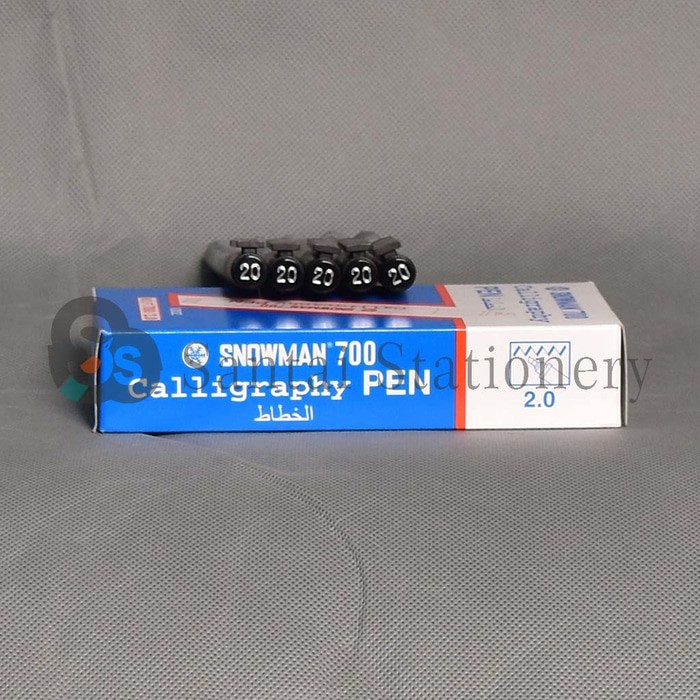 20 20 20 20 20
SNOWMAN® 700
Calligraphy PEN
الخطاط
2.0
Santai Stationery